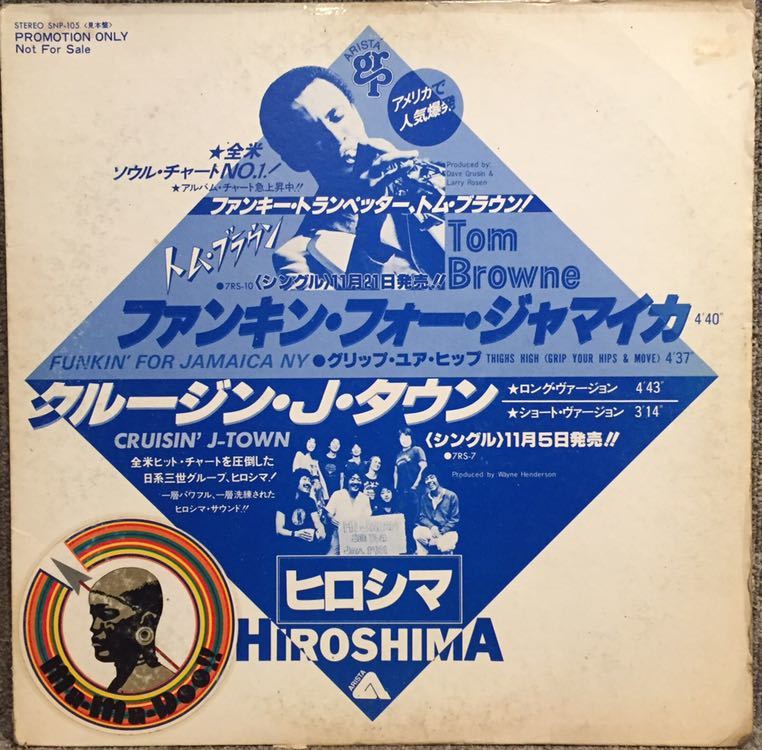 STEREO SNP-105 〈見本盤〉
PROMOTION ONLY
Not For Sale
ARISTA
grp
アメリカで
人気爆発
★全米
ソウル・チャートNO.1!
★アルバム・チャート急上昇中!!
Produced by:
Dave Grusin &
Larry Rosen
ファンキー・トランペッター、トム・ブラウン!
トム・ブラウン
Tom
Browne
●7RS-10〈シングル〉11月21日発売!!
ファンキン・フォー・ジャマイカ 4'40"
FUNKIN' FOR JAMAICA NY ●グリップ・ユア・ヒップ THIGHS HIGH (GRIP YOUR HIPS & MOVE) 4'37"
クルージン・J・タウン
★ロング・ヴァージョン 4'43"
★ショート・ヴァージョン 3'14"
CRUISIN' J-TOWN
〈シングル〉11月5日発売!!
●7RS-7
全米ヒット・チャートを圧倒した
日系三世グループ、ヒロシマ!
一層パワフル、一層洗練された
ヒロシマ・サウンド!!
Produced by Wayne Henderson
ヒロシマ
HIROSHIMA
ARISTA
Mu-Mu-Doo!!